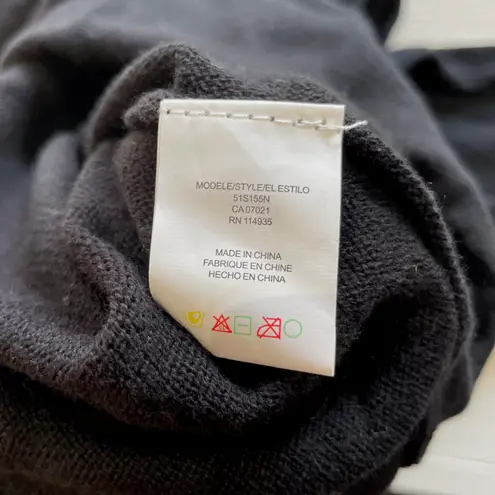 MODELE/STYLE/EL ESTILO
51S155N
CA 07021
RN 114935
MADE IN CHINA
FABRIQUE EN CHINE
HECHO EN CHINA